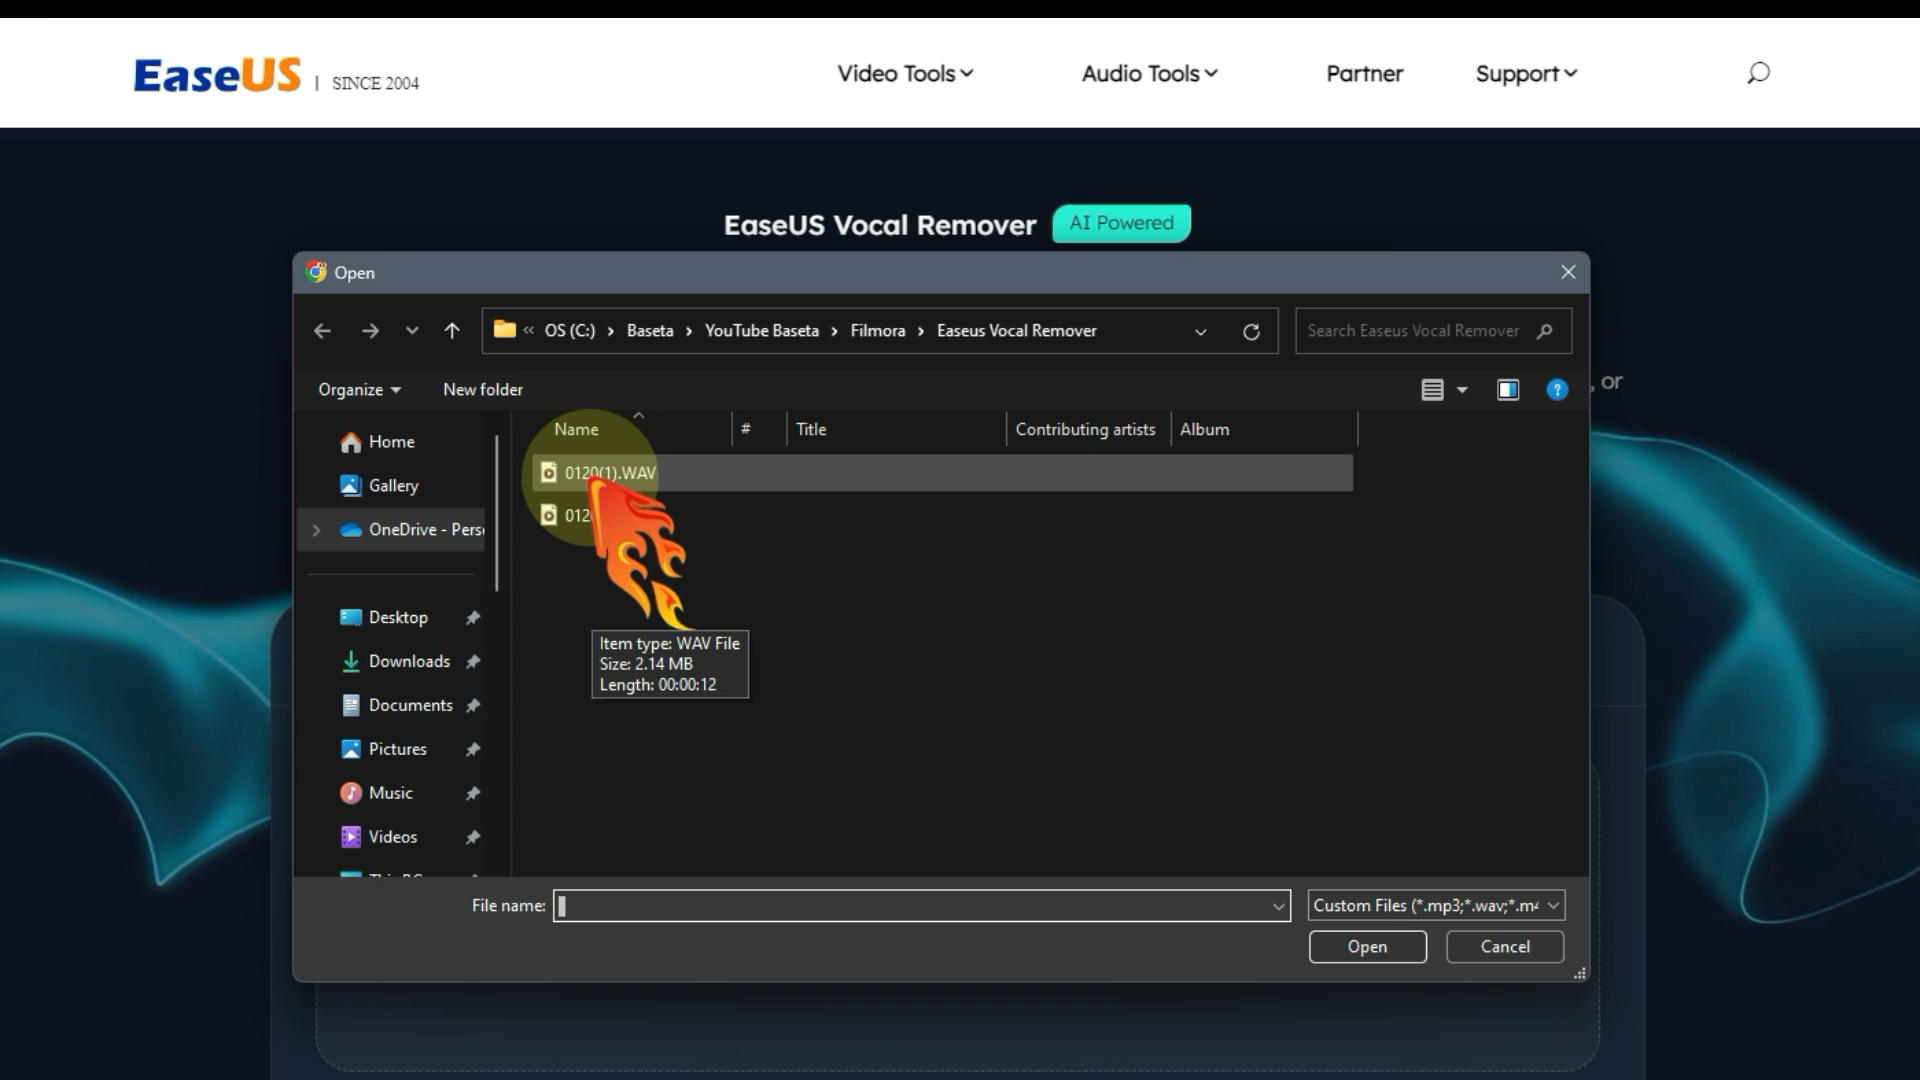 EaseUS | SINCE 2004
Video Tools
Audio Tools
Partner
Support
EaseUS Vocal Remover
AI Powered
, or
Open
« OS (C:) › Baseta › YouTube Baseta › Filmora › Easeus Vocal Remover
Search Easeus Vocal Remover
Organize
New folder
Name
#
Title
Contributing artists
Album
Home
Gallery
OneDrive - Pers
0120(1).WAV
012
Item type: WAV File
Size: 2.14 MB
Length: 00:00:12
Desktop
Downloads
Documents
Pictures
Music
Videos
File name:
Custom Files (*.mp3;*.wav;*.m4
Open
Cancel